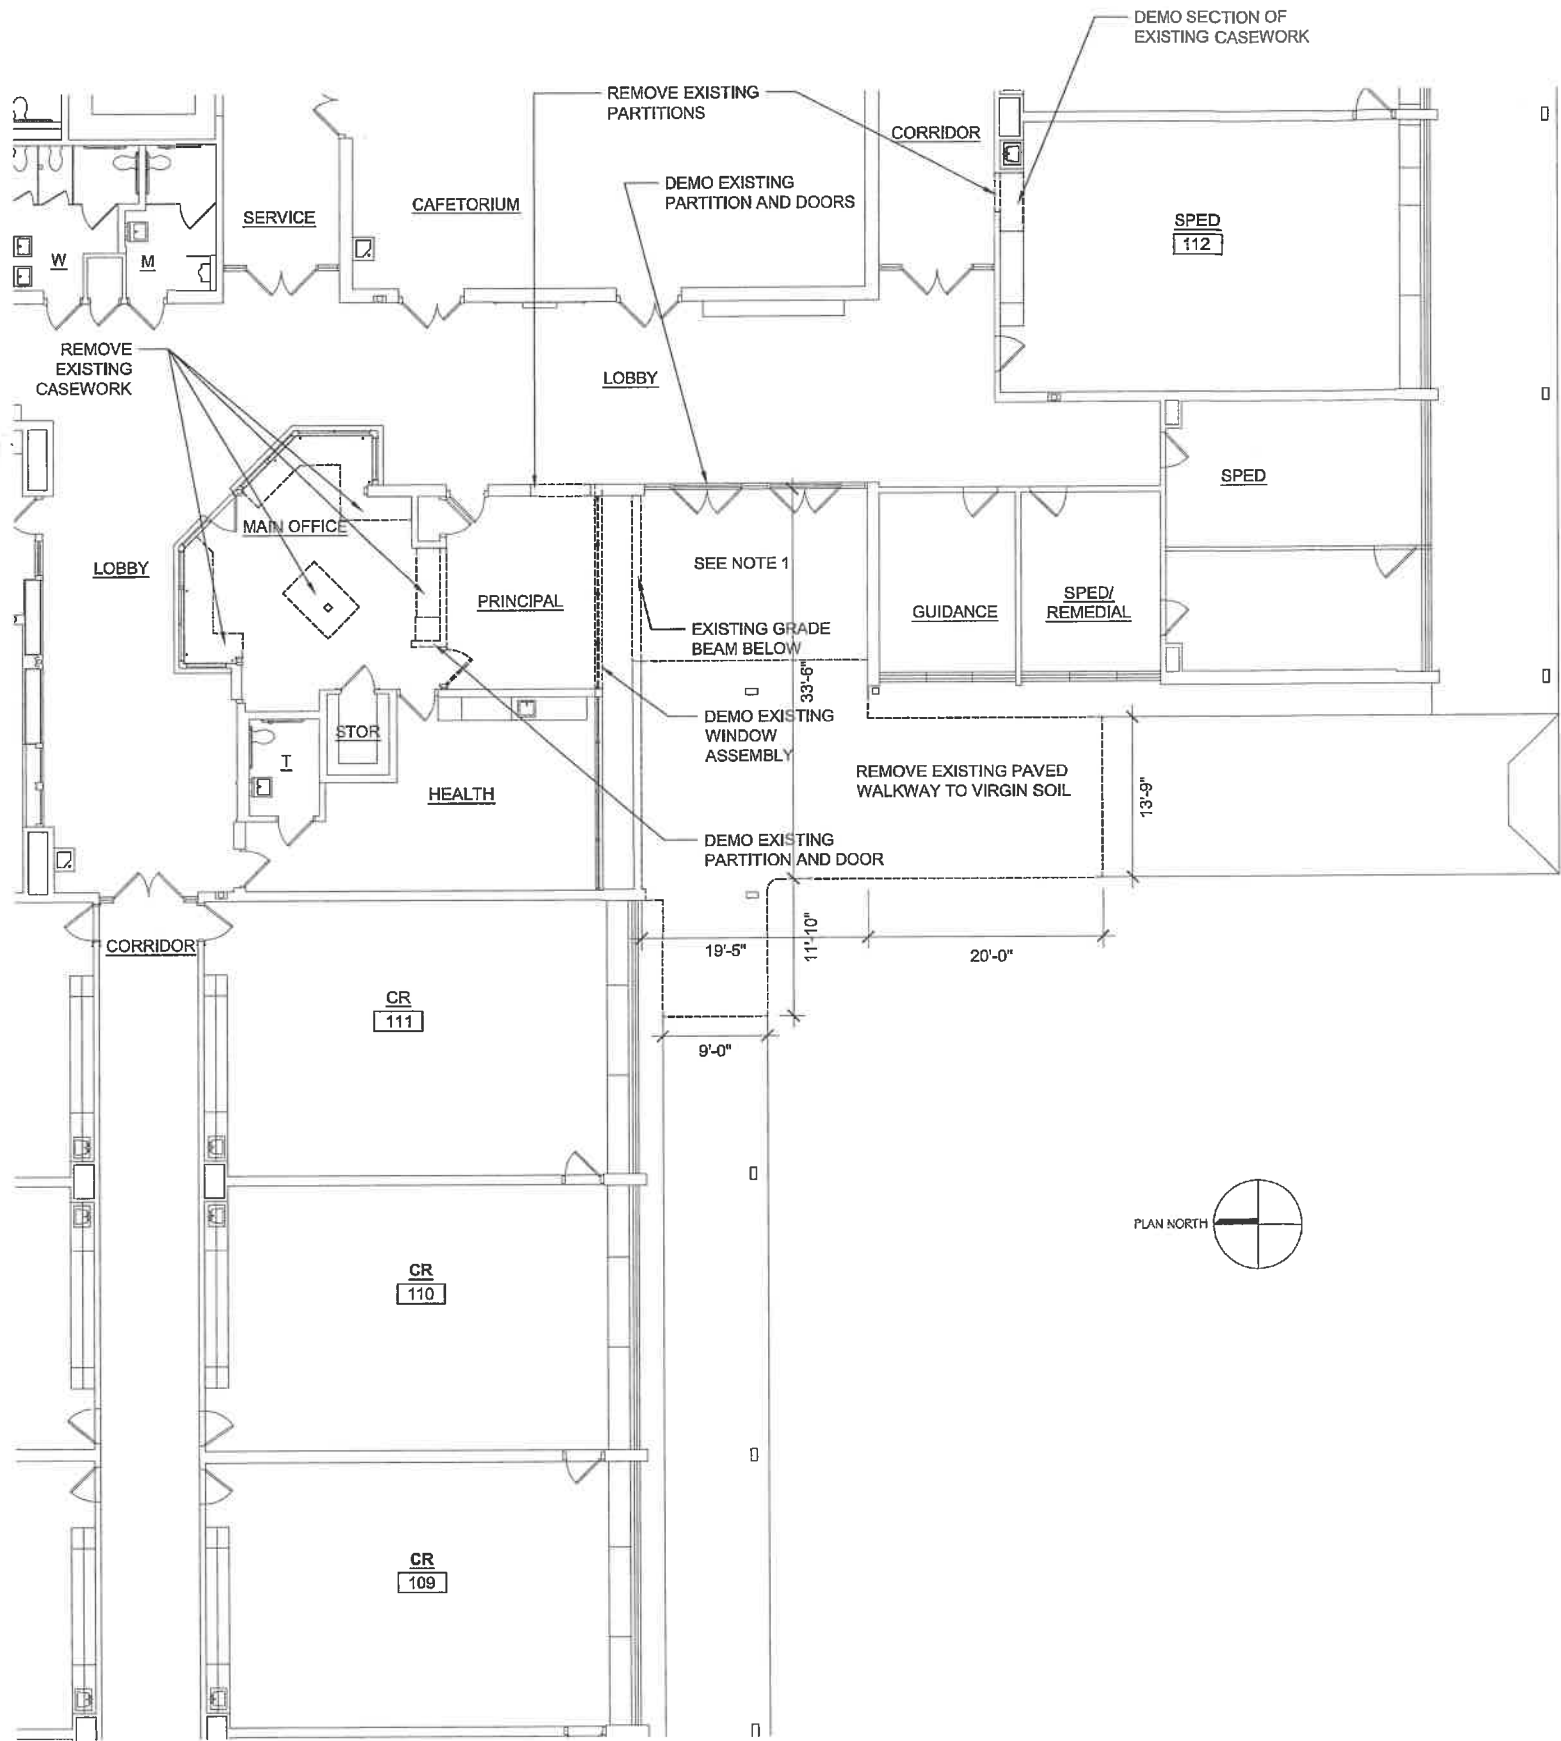 DEMO SECTION OF
EXISTING CASEWORK
REMOVE EXISTING
PARTITIONS
CORRIDOR
DEMO EXISTING
PARTITION AND DOORS
CAFETORIUM
SERVICE
SPED
112
W
M
REMOVE
EXISTING
CASEWORK
LOBBY
SPED
MAIN OFFICE
LOBBY
SEE NOTE 1
PRINCIPAL
GUIDANCE
SPED/
REMEDIAL
EXISTING GRADE
BEAM BELOW
33'-6"
DEMO EXISTING
WINDOW
ASSEMBLY
STOR
T
REMOVE EXISTING PAVED
WALKWAY TO VIRGIN SOIL
13'-9"
HEALTH
DEMO EXISTING
PARTITION AND DOOR
CORRIDOR
19'-5"
11'-10"
20'-0"
CR
111
9'-0"
PLAN NORTH
CR
110
CR
109